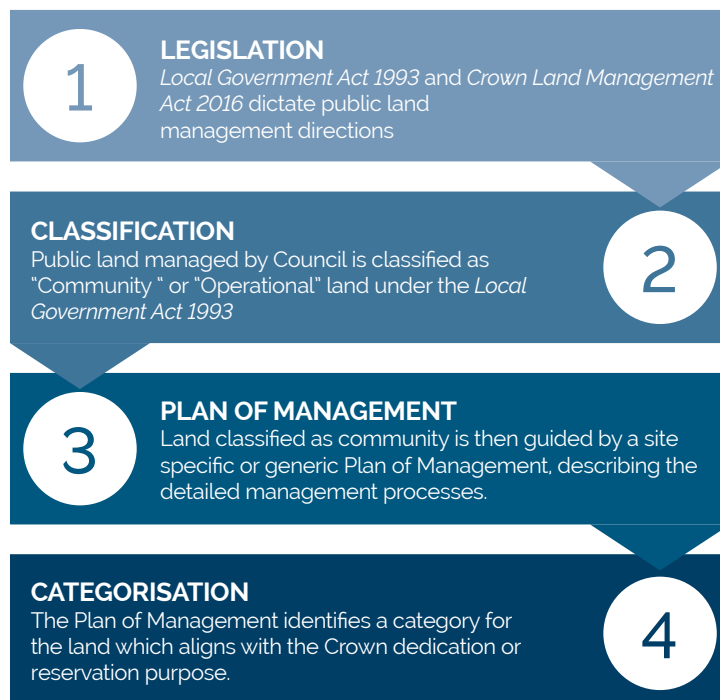 1
LEGISLATION
Local Government Act 1993 and Crown Land Management
Act 2016 dictate public land
management directions
CLASSIFICATION
Public land managed by Council is classified as
“Community “ or “Operational” land under the Local
Government Act 1993
2
3
PLAN OF MANAGEMENT
Land classified as community is then guided by a site
specific or generic Plan of Management, describing the
detailed management processes.
CATEGORISATION
The Plan of Management identifies a category for
the land which aligns with the Crown dedication or
reservation purpose.
4